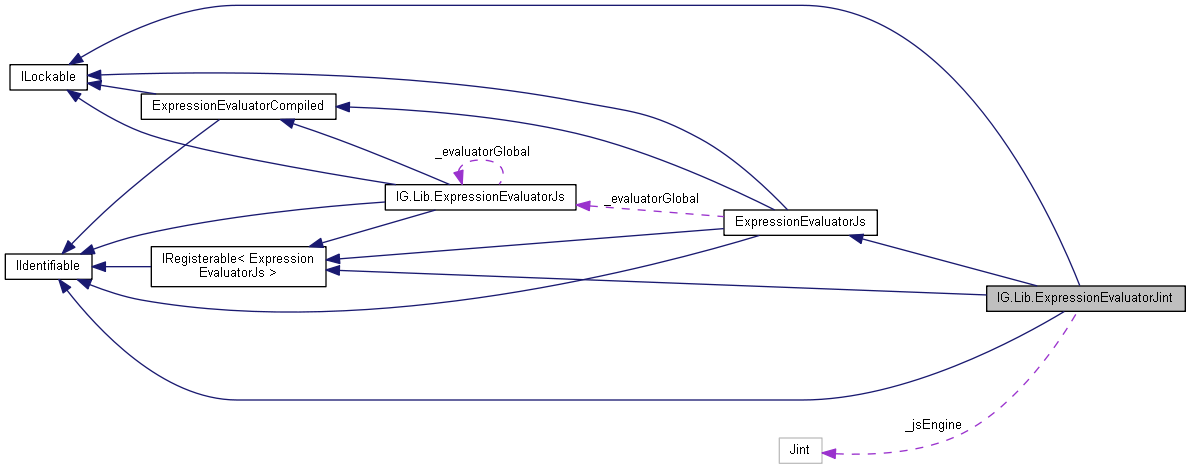 ILockable
ExpressionEvaluatorCompiled
_evaluatorGlobal
IG.Lib.ExpressionEvaluatorJs
_evaluatorGlobal
ExpressionEvaluatorJs
IIdentifiable
IRegisterable< Expression
EvaluatorJs >
IG.Lib.ExpressionEvaluatorJint
_jsEngine
Jint